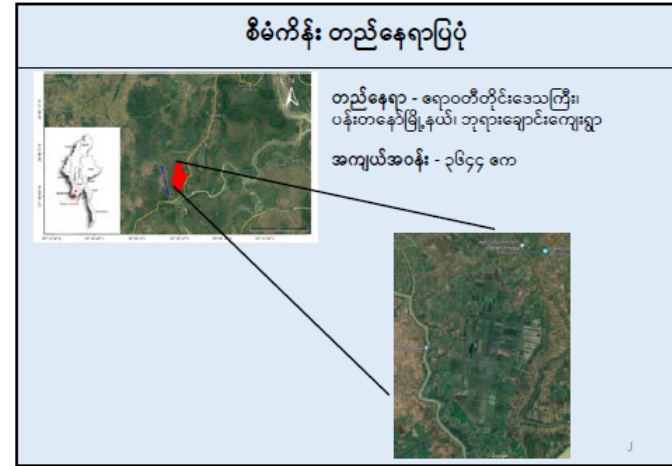 စီမံကိန်း တည်နေရာပြပုံ
တည်နေရာ - ဧရာဝတီတိုင်းဒေသကြီး၊
ပန်းတနော်မြို့နယ်၊ ဘုရားချောင်းကျေးရွာ
အကျယ်အဝန်း - ၃၆၄၄ ဧက
Google
၂